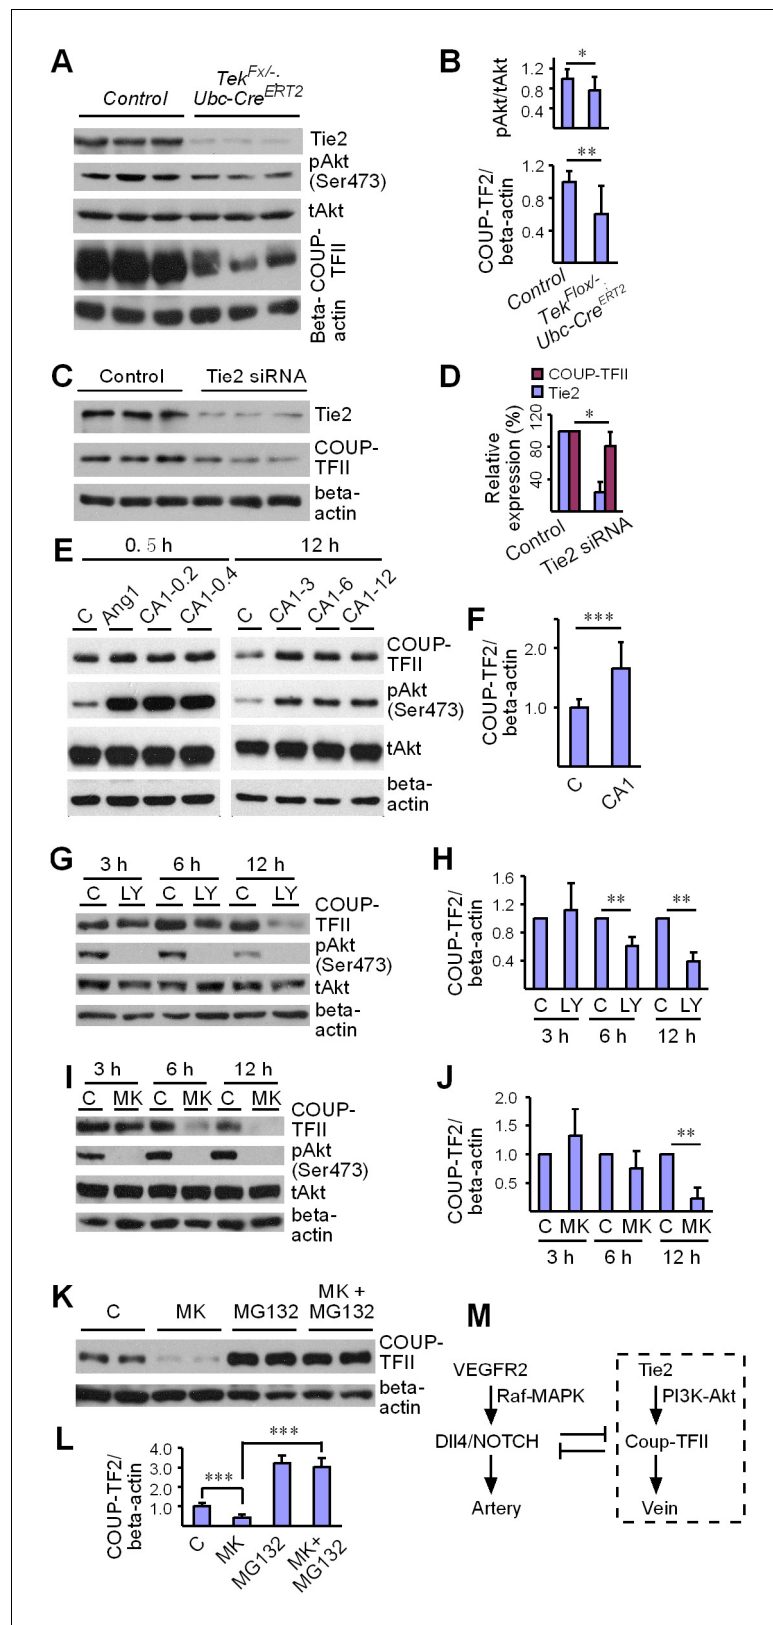 A
Control
Tek^Fx/-;
Ubc-Cre^ERT2
Tie2
pAkt
(Ser473)
tAkt
COUP-
TFII
Beta-
actin
B
pAkt/tAkt
1.2
0.8
0.4
*
COUP-TF2/
beta-actin
1.2
0.8
0.4
**
Control
Tek^Flox/-;
Ubc-Cre^ERT2
C
Control
Tie2 siRNA
Tie2
COUP-
TFII
beta-
actin
D
COUP-TFII
Tie2
Relative
expression (%)
120
80
40
*
Control
Tie2 siRNA
E
0.5 h
12 h
C
Ang1
CA1-0.2
CA1-0.4
C
CA1-3
CA1-6
CA1-12
COUP-
TFII
pAkt
(Ser473)
tAkt
beta-
actin
F
COUP-TF2/
beta-actin
2.0
1.0
***
C
CA1
G
3 h 6 h 12 h
C LY C LY C LY
COUP-
TFII
pAkt
(Ser473)
tAkt
beta-
actin
H
COUP-TF2/
beta-actin
1.6
1.2
0.8
0.4
** **
C LY C LY C LY
3 h 6 h 12 h
I
3 h 6 h 12 h
C MK C MK C MK
COUP-
TFII
pAkt
(Ser473)
tAkt
beta-
actin
J
COUP-TF2/
beta-actin
2.0
1.5
1.0
0.5
**
C MK C MK C MK
3 h 6 h 12 h
K
C MK MG132 MK +
MG132
COUP-
TFII
beta-
actin
L
COUP-TF2/
beta-actin
4.0
3.0
2.0
1.0
***
***
C
MK
MG132
MK+
MG132
M
VEGFR2 Tie2
Raf-MAPK PI3K-Akt
Dll4/NOTCH Coup-TFII
Artery Vein